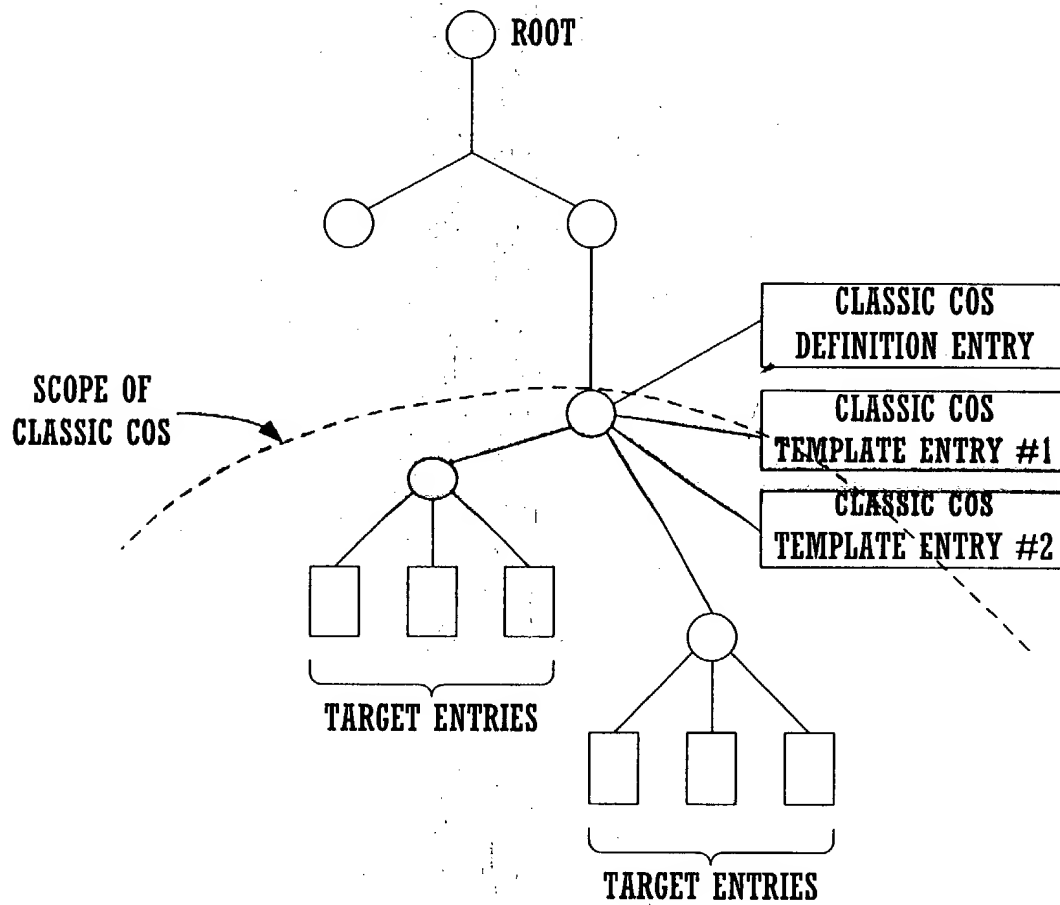 ROOT
CLASSIC COS
DEFINITION ENTRY
SCOPE OF
CLASSIC COS
CLASSIC COS
TEMPLATE ENTRY #1
CLASSIC COS
TEMPLATE ENTRY #2
TARGET ENTRIES
TARGET ENTRIES